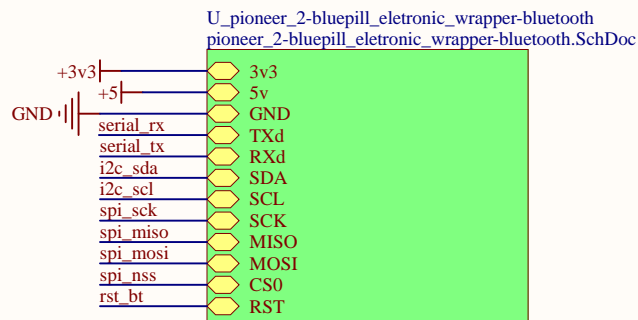 U_pioneer_2-bluepill_eletronic_wrapper-bluetooth
pioneer_2-bluepill_eletronic_wrapper-bluetooth.SchDoc
+3v3 3v3
+5 5v
GND GND
serial_rx TXd
serial_tx RXd
i2c_sda SDA
i2c_scl SCL
spi_sck SCK
spi_miso MISO
spi_mosi MOSI
spi_nss CS0
rst_bt RST